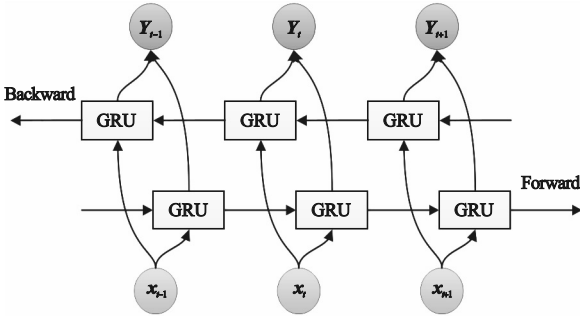 Y_{t-1} Y_t Y_{t+1}
Backward
GRU GRU GRU
Forward
GRU GRU GRU
x_{t-1} x_t x_{t+1}